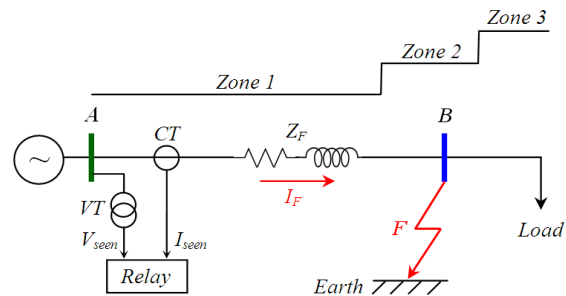 Zone 3
Zone 2
Zone 1
A
CT
Z_F
B
I_F
VT
V_seen
I_seen
F
Load
Relay
Earth